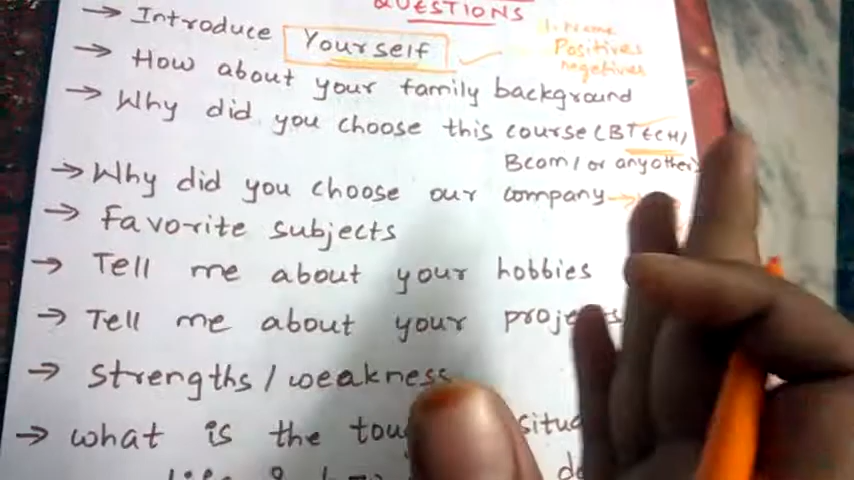 QUESTIONS
→ Introduce Yourself
Positives
negetives
→ How about your family background
→ Why did you choose this course (BTECH/
Bcom/or anyother)
→ Why did you choose our company →
→ Favorite subjects
→ Tell me about your hobbies
→ Tell me about your projects
→ Strengths/weakness
→ what is the